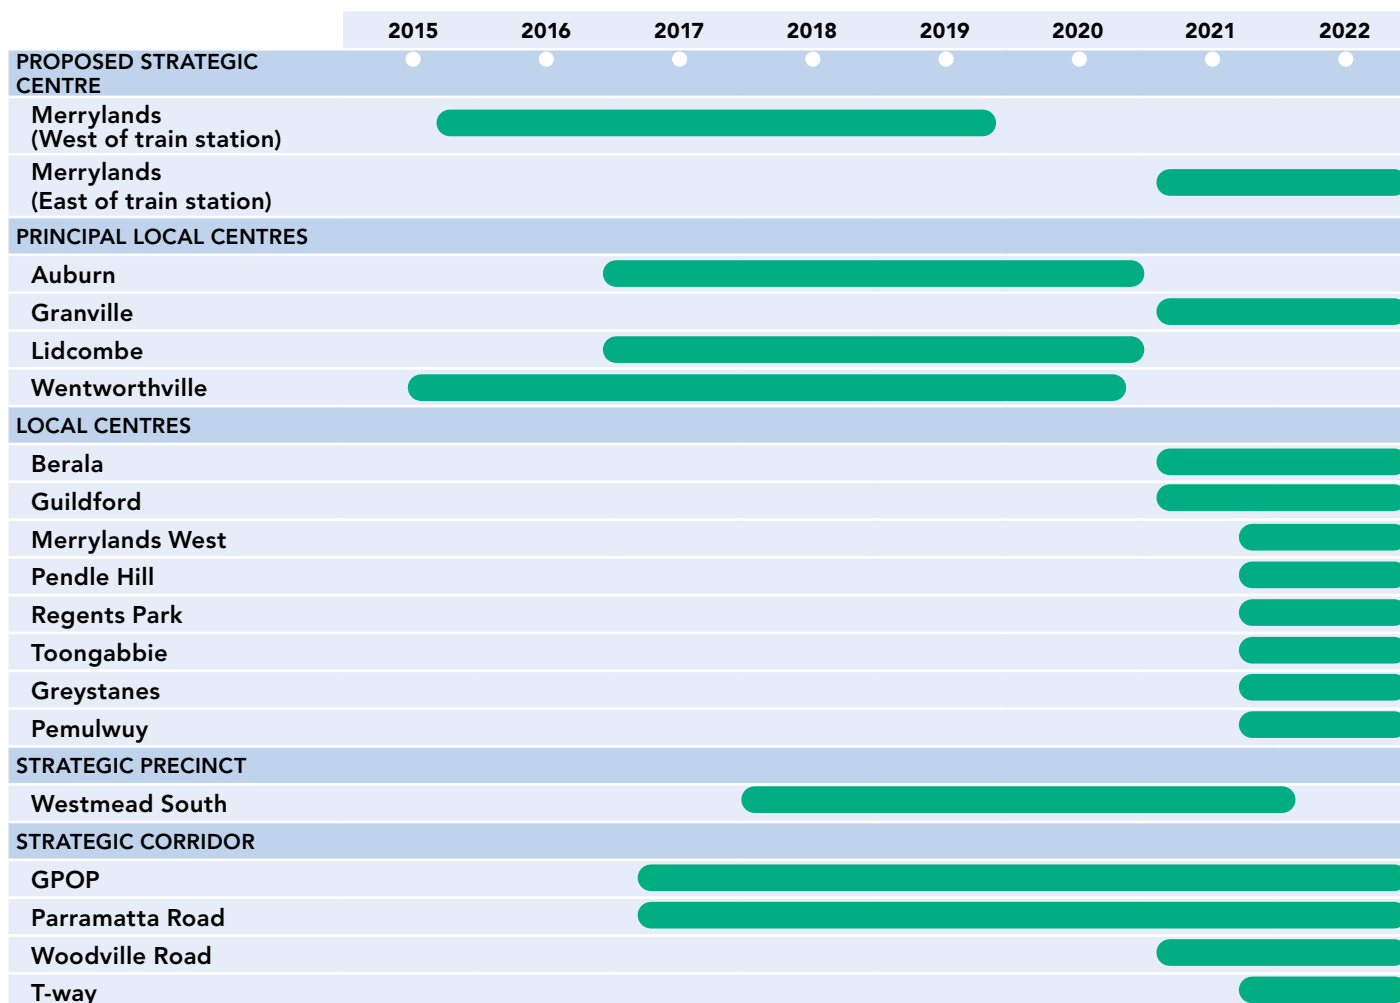 2015 2016 2017 2018 2019 2020 2021 2022
PROPOSED STRATEGIC
CENTRE
Merrylands
(West of train station)
Merrylands
(East of train station)
PRINCIPAL LOCAL CENTRES
Auburn
Granville
Lidcombe
Wentworthville
LOCAL CENTRES
Berala
Guildford
Merrylands West
Pendle Hill
Regents Park
Toongabbie
Greystanes
Pemulwuy
STRATEGIC PRECINCT
Westmead South
STRATEGIC CORRIDOR
GPOP
Parramatta Road
Woodville Road
T-way